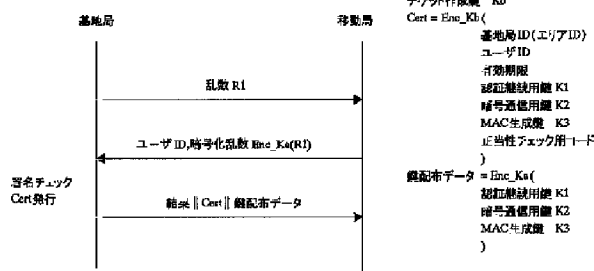 基地局
移動局
乱数 R1
ユーザID,暗号化乱数 Enc_Ka(R1)
署名チェック
Cert発行
結果 ∥ Cert ∥ 鍵配布データ
Kb
Cert = Enc_Kb(
基地局ID(エリアID)
ユーザID
有効期限
認証継続用鍵 K1
暗号通信用鍵 K2
MAC生成鍵 K3
正当性チェック用コード
)
鍵配布データ = Enc_Ka(
認証継続用鍵 K1
暗号通信用鍵 K2
MAC生成鍵 K3
)